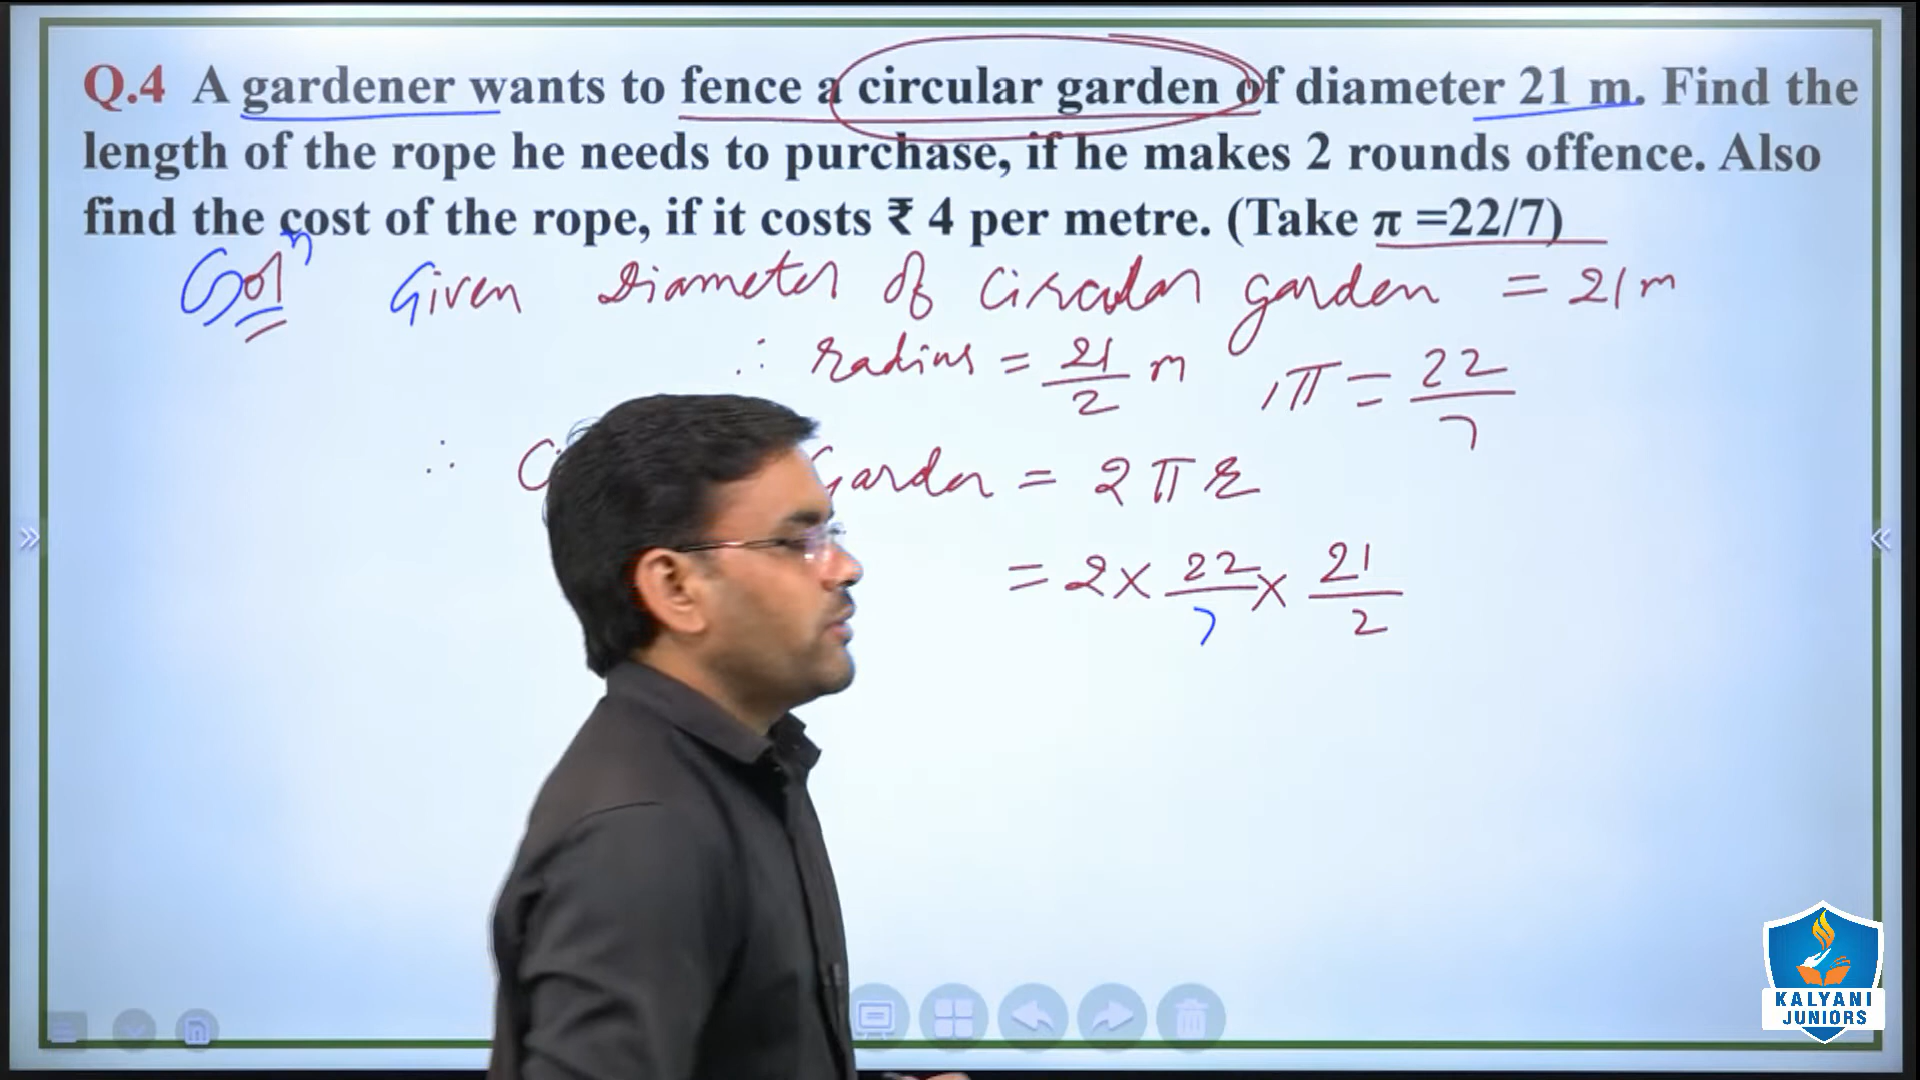 Q.4 A gardener wants to fence a circular garden of diameter 21 m. Find the
length of the rope he needs to purchase, if he makes 2 rounds offence. Also
find the cost of the rope, if it costs ₹ 4 per metre. (Take π =22/7)
Solⁿ Given Diameter of Circular garden = 21 m
∴ radius = 21/2 m , π = 22/7
∴ Garden = 2 π r
= 2 × 22/7 × 21/2
KALYANI
JUNIORS